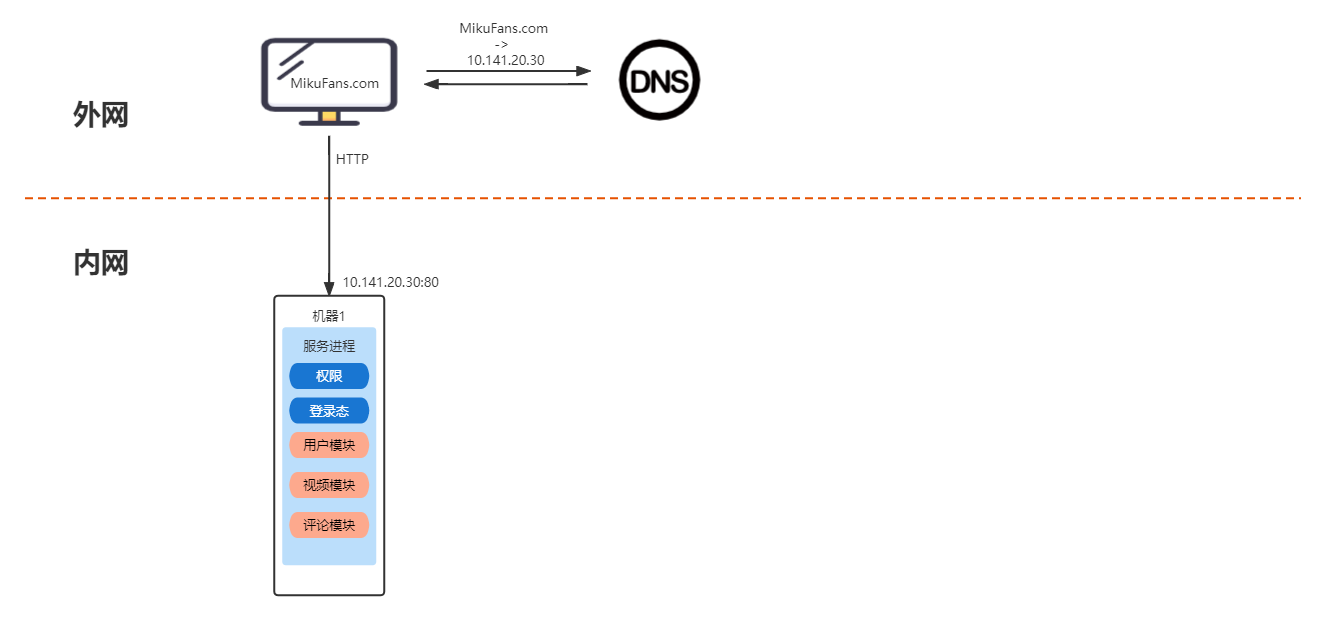 MikuFans.com
->
10.141.20.30
MikuFans.com
DNS
外网
HTTP
内网
10.141.20.30:80
机器1
服务进程
权限
登录态
用户模块
视频模块
评论模块